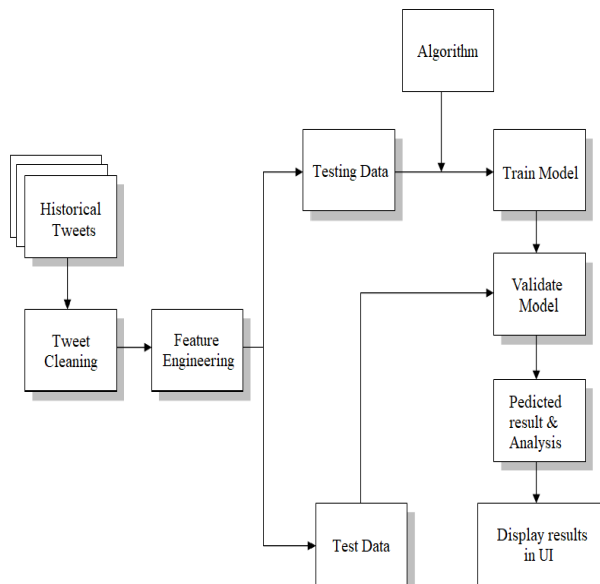 Algorithm
Testing Data
Train Model
Historical
Tweets
Validate
Model
Tweet
Cleaning
Feature
Engineering
Pedicted
result &
Analysis
Test Data
Display results
in UI